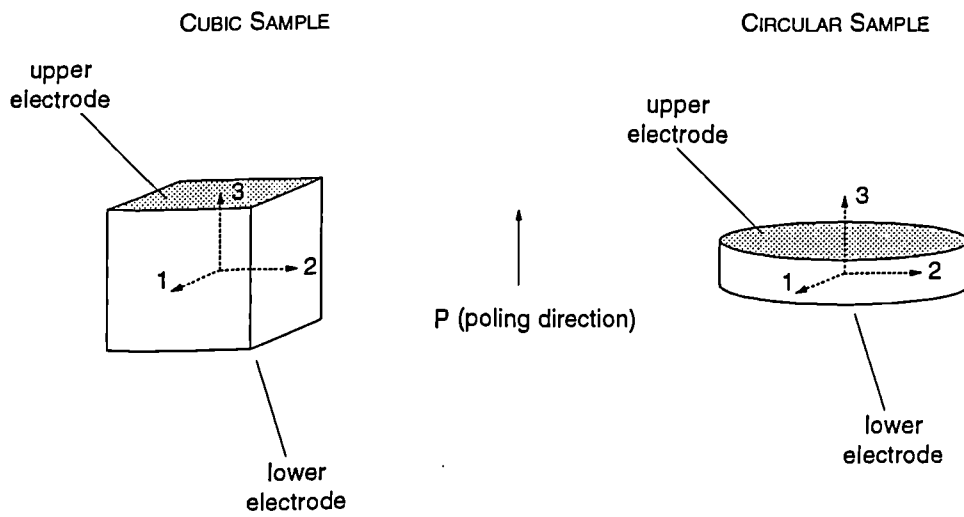 CUBIC SAMPLE
upper
electrode
3
1
2
lower
electrode
P (poling direction)
CIRCULAR SAMPLE
upper
electrode
3
1
2
lower
electrode